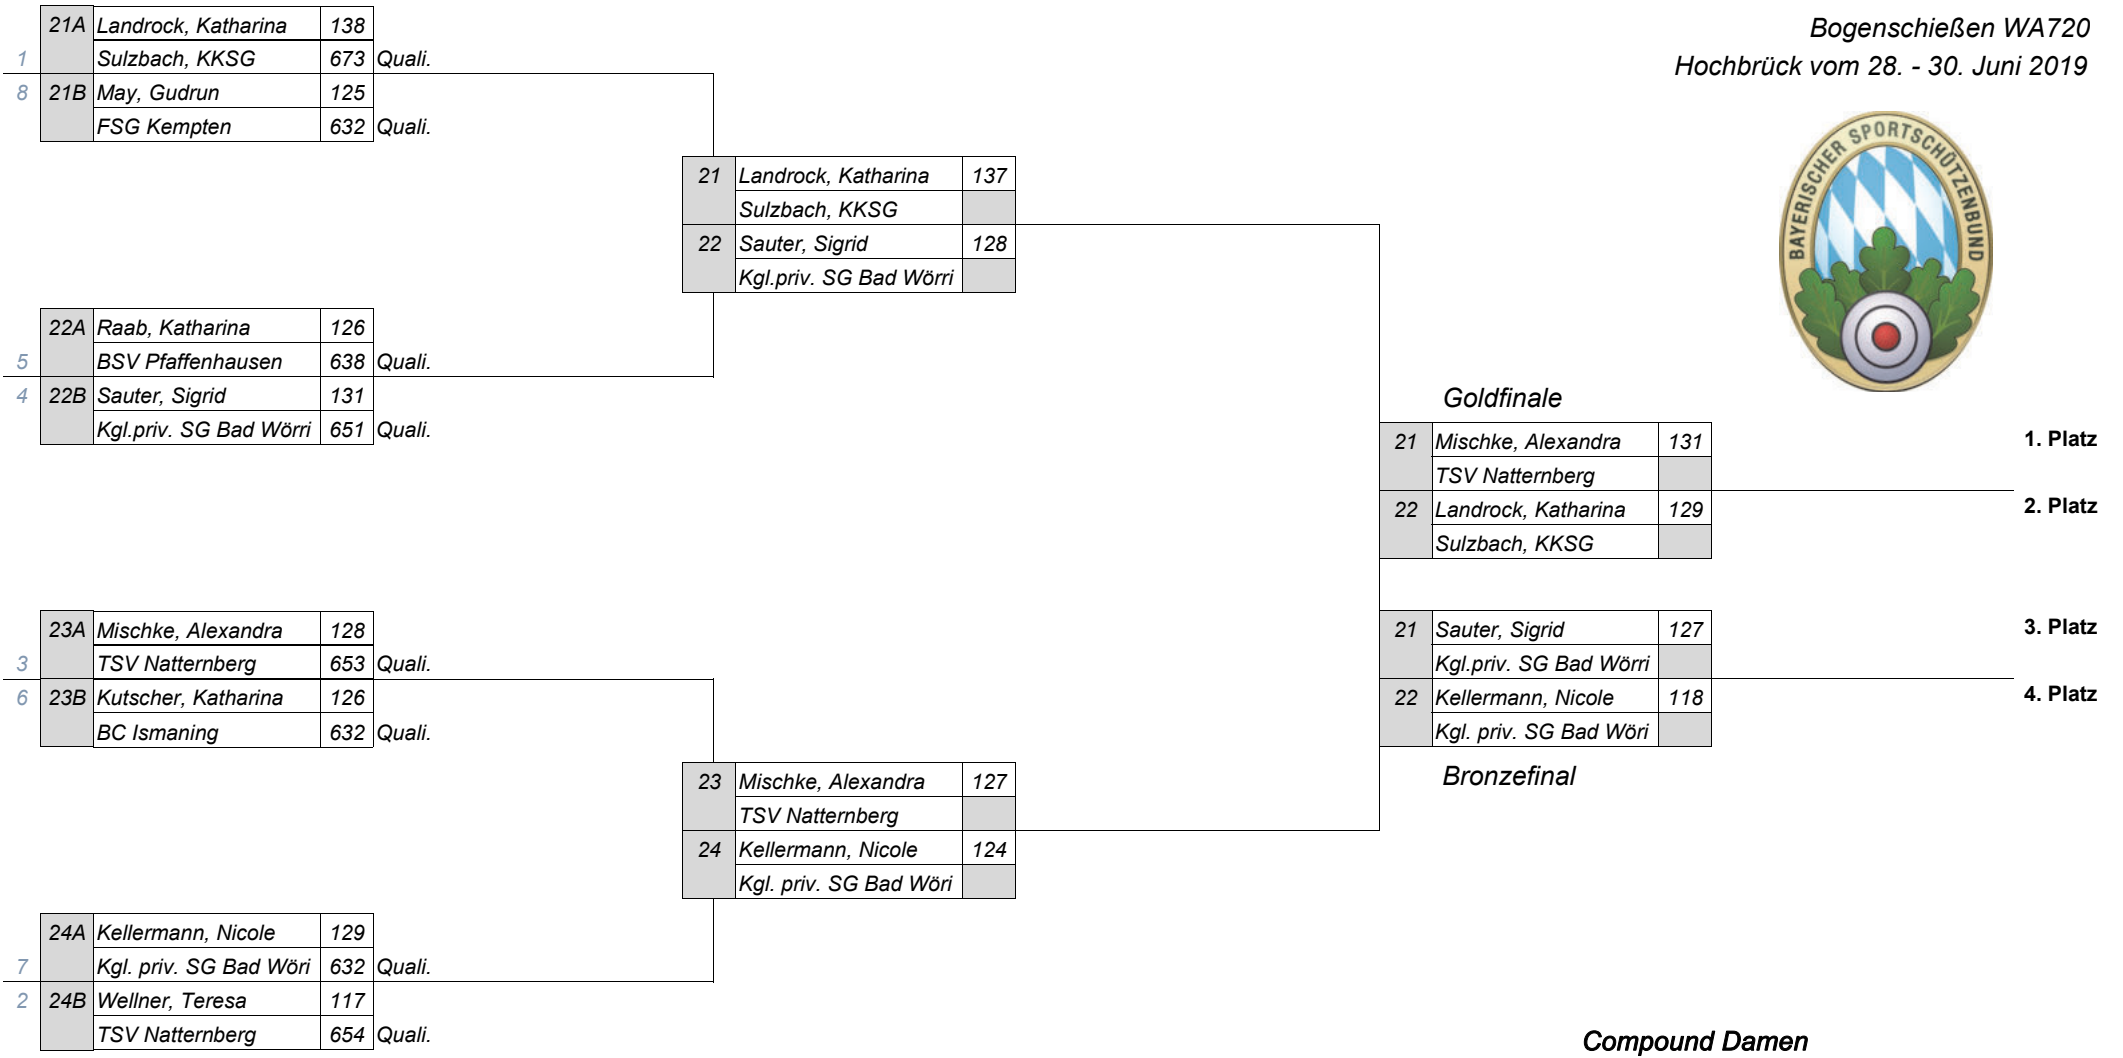 Bogenschießen WA720
Hochbrück vom 28. - 30. Juni 2019
BAYERISCHER SPORTSCHÜTZENBUND
21A Landrock, Katharina 138
1 Sulzbach, KKSG 673 Quali.
8 21B May, Gudrun 125
FSG Kempten 632 Quali.
21 Landrock, Katharina 137
Sulzbach, KKSG
22 Sauter, Sigrid 128
Kgl.priv. SG Bad Wörri
22A Raab, Katharina 126
5 BSV Pfaffenhausen 638 Quali.
4 22B Sauter, Sigrid 131
Kgl.priv. SG Bad Wörri 651 Quali.
Goldfinale
21 Mischke, Alexandra 131 1. Platz
TSV Natternberg
22 Landrock, Katharina 129 2. Platz
Sulzbach, KKSG
23A Mischke, Alexandra 128
3 TSV Natternberg 653 Quali.
6 23B Kutscher, Katharina 126
BC Ismaning 632 Quali.
21 Sauter, Sigrid 127 3. Platz
Kgl.priv. SG Bad Wörri
22 Kellermann, Nicole 118 4. Platz
Kgl. priv. SG Bad Wöri
Bronzefinal
23 Mischke, Alexandra 127
TSV Natternberg
24 Kellermann, Nicole 124
Kgl. priv. SG Bad Wöri
24A Kellermann, Nicole 129
7 Kgl. priv. SG Bad Wöri 632 Quali.
2 24B Wellner, Teresa 117
TSV Natternberg 654 Quali.
Compound Damen